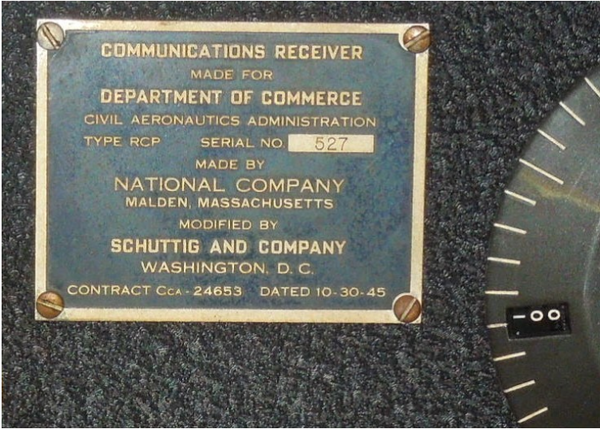 COMMUNICATIONS RECEIVER
MADE FOR
DEPARTMENT OF COMMERCE
CIVIL AERONAUTICS ADMINISTRATION
TYPE RCP SERIAL NO. 527
MADE BY
NATIONAL COMPANY
MALDEN, MASSACHUSETTS
MODIFIED BY
SCHUTTIG AND COMPANY
WASHINGTON, D. C.
CONTRACT CCA - 24653 DATED 10-30-45
100